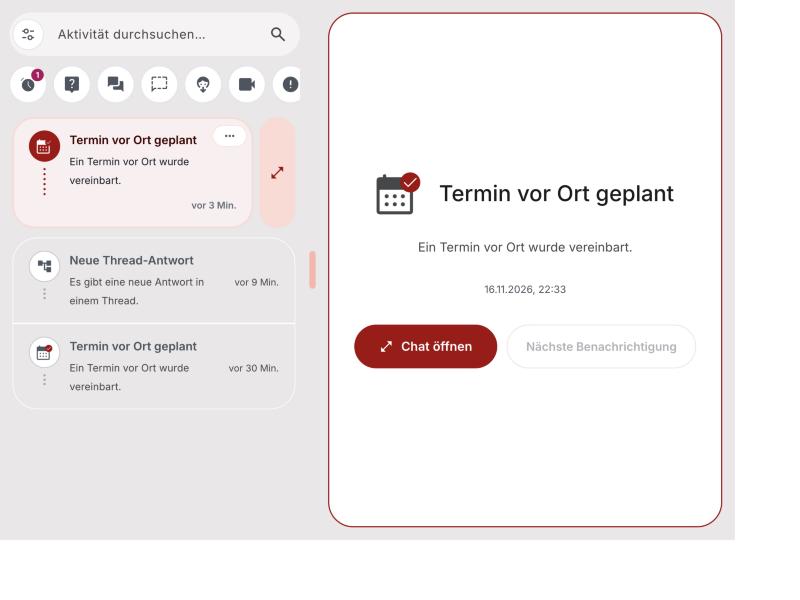 Aktivität durchsuchen...
1
Termin vor Ort geplant
Ein Termin vor Ort wurde
vereinbart.
vor 3 Min.
Neue Thread-Antwort
Es gibt eine neue Antwort in
einem Thread.
vor 9 Min.
Termin vor Ort geplant
Ein Termin vor Ort wurde
vereinbart.
vor 30 Min.
Termin vor Ort geplant
Ein Termin vor Ort wurde vereinbart.
16.11.2026, 22:33
Chat öffnen
Nächste Benachrichtigung